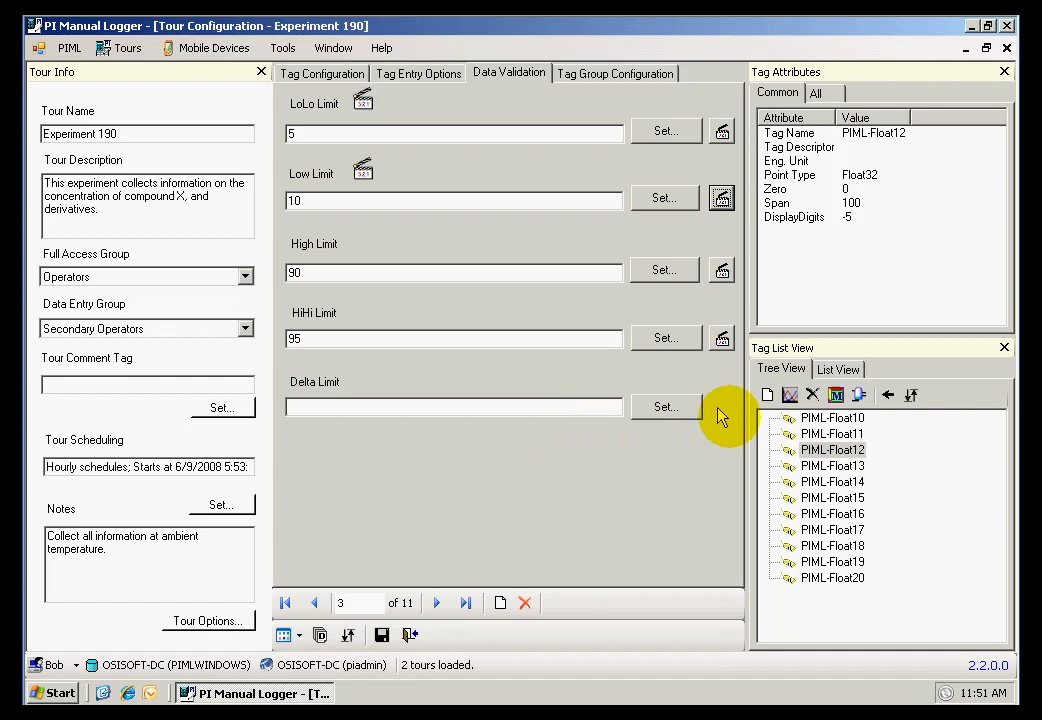 PI Manual Logger - [Tour Configuration - Experiment 190]
PIML Tours Mobile Devices Tools Window Help
Tour Info
Tour Name
Experiment 190
Tour Description
This experiment collects information on the
concentration of compound X, and
derivatives.
Full Access Group
Operators
Data Entry Group
Secondary Operators
Tour Comment Tag
Set...
Tour Scheduling
Hourly schedules; Starts at 6/9/2008 5:53:
Notes
Set...
Collect all information at ambient
temperature.
Tour Options...
Tag Configuration Tag Entry Options Data Validation Tag Group Configuration
LoLo Limit
5
Set...
Low Limit
10
Set...
High Limit
90
Set...
HiHi Limit
95
Set...
Delta Limit
Set...
3 of 11
Tag Attributes
Common All
Attribute Value
Tag Name PIML-Float12
Tag Descriptor
Eng. Unit
Point Type Float32
Zero 0
Span 100
DisplayDigits -5
Tag List View
Tree View List View
PIML-Float10
PIML-Float11
PIML-Float12
PIML-Float13
PIML-Float14
PIML-Float15
PIML-Float16
PIML-Float17
PIML-Float18
PIML-Float19
PIML-Float20
Bob OSISOFT-DC (PIMLWINDOWS) OSISOFT-DC (piadmin) 2 tours loaded. 2.2.0.0
Start PI Manual Logger - [T... 11:51 AM